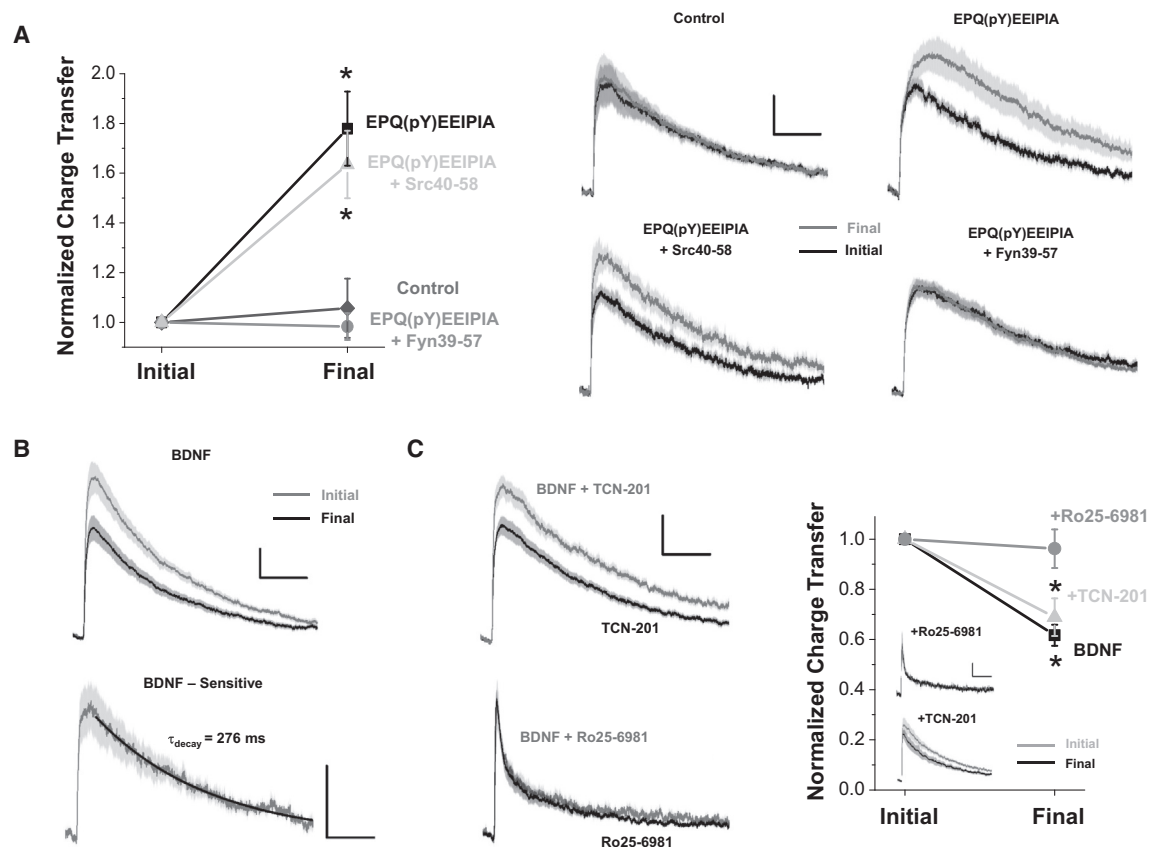 A
Normalized Charge Transfer
2.0
1.8
1.6
1.4
1.2
1.0
*
EPQ(pY)EEIPIA
EPQ(pY)EEIPIA
+ Src40-58
*
Control
EPQ(pY)EEIPIA
+ Fyn39-57
Initial
Final
Control
EPQ(pY)EEIPIA
EPQ(pY)EEIPIA
+ Src40-58
Final
Initial
EPQ(pY)EEIPIA
+ Fyn39-57
B
BDNF
Initial
Final
BDNF – Sensitive
τdecay = 276 ms
C
BDNF + TCN-201
TCN-201
BDNF + Ro25-6981
Ro25-6981
Normalized Charge Transfer
1.0
0.8
0.6
0.4
0.2
0.0
+Ro25-6981
*
+TCN-201
BDNF
*
+Ro25-6981
+TCN-201
Initial
Final
Initial
Final